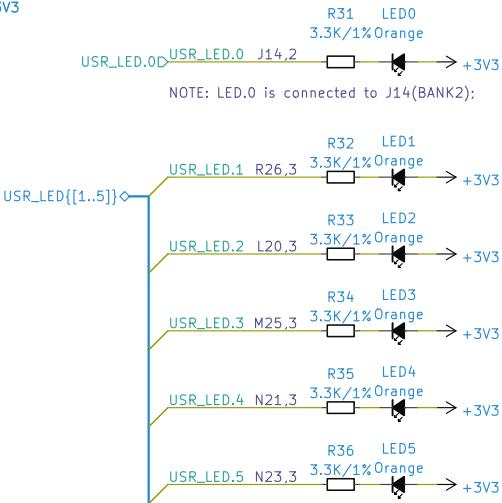 3V3
R31 LED0
3.3K/1% Orange
USR_LED.0 USR_LED.0 J14,2 +3V3
NOTE: LED.0 is connected to J14(BANK2);
R32 LED1
3.3K/1% Orange
USR_LED.1 R26,3 +3V3
USR_LED{[1..5]}
R33 LED2
3.3K/1% Orange
USR_LED.2 L20,3 +3V3
R34 LED3
3.3K/1% Orange
USR_LED.3 M25,3 +3V3
R35 LED4
3.3K/1% Orange
USR_LED.4 N21,3 +3V3
R36 LED5
3.3K/1% Orange
USR_LED.5 N23,3 +3V3